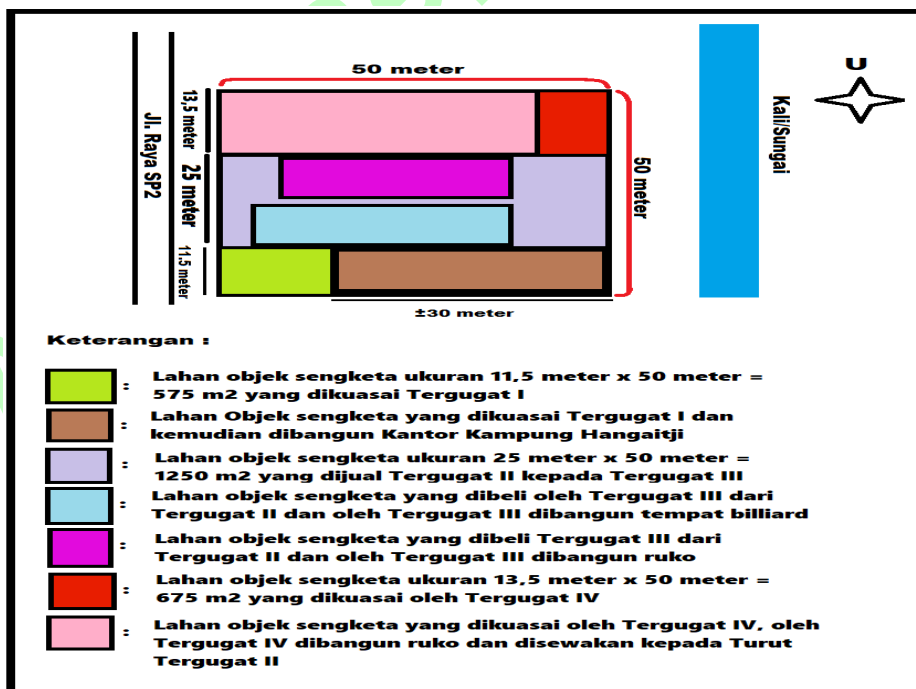 50 meter
U
Jl. Raya SP2
13,5 meter
25 meter
11.5 meter
50 meter
Kali/Sungai
±30 meter
Keterangan :
: Lahan objek sengketa ukuran 11,5 meter x 50 meter =
575 m2 yang dikuasai Tergugat I
: Lahan Objek sengketa yang dikuasai Tergugat I dan
kemudian dibangun Kantor Kampung Hangaitji
: Lahan objek sengketa ukuran 25 meter x 50 meter =
1250 m2 yang dijual Tergugat II kepada Tergugat III
: Lahan objek sengketa yang dibeli oleh Tergugat III dari
Tergugat II dan oleh Tergugat III dibangun tempat billiard
: Lahan objek sengketa yang dibeli Tergugat III dari
Tergugat II dan oleh Tergugat III dibangun ruko
: Lahan objek sengketa ukuran 13,5 meter x 50 meter =
675 m2 yang dikuasai oleh Tergugat IV
: Lahan objek sengketa yang dikuasai oleh Tergugat IV, oleh
Tergugat IV dibangun ruko dan disewakan kepada Turut
Tergugat II